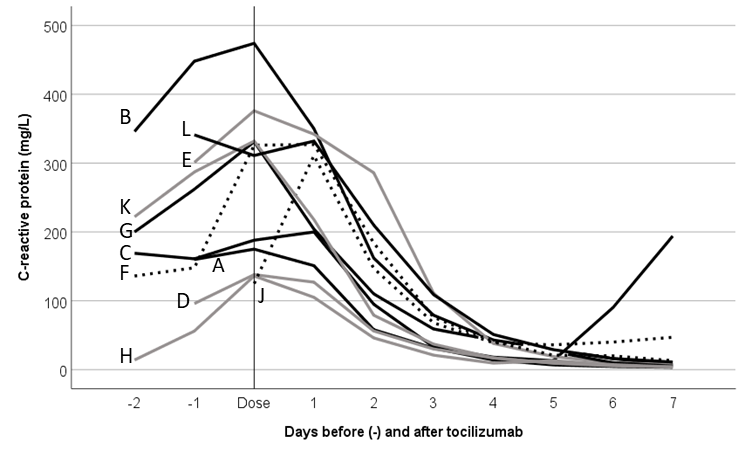 500
400
300
200
100
0
C-reactive protein (mg/L)
B
L
E
K
G
C
F
A
D
J
H
-2 -1 Dose 1 2 3 4 5 6 7
Days before (-) and after tocilizumab